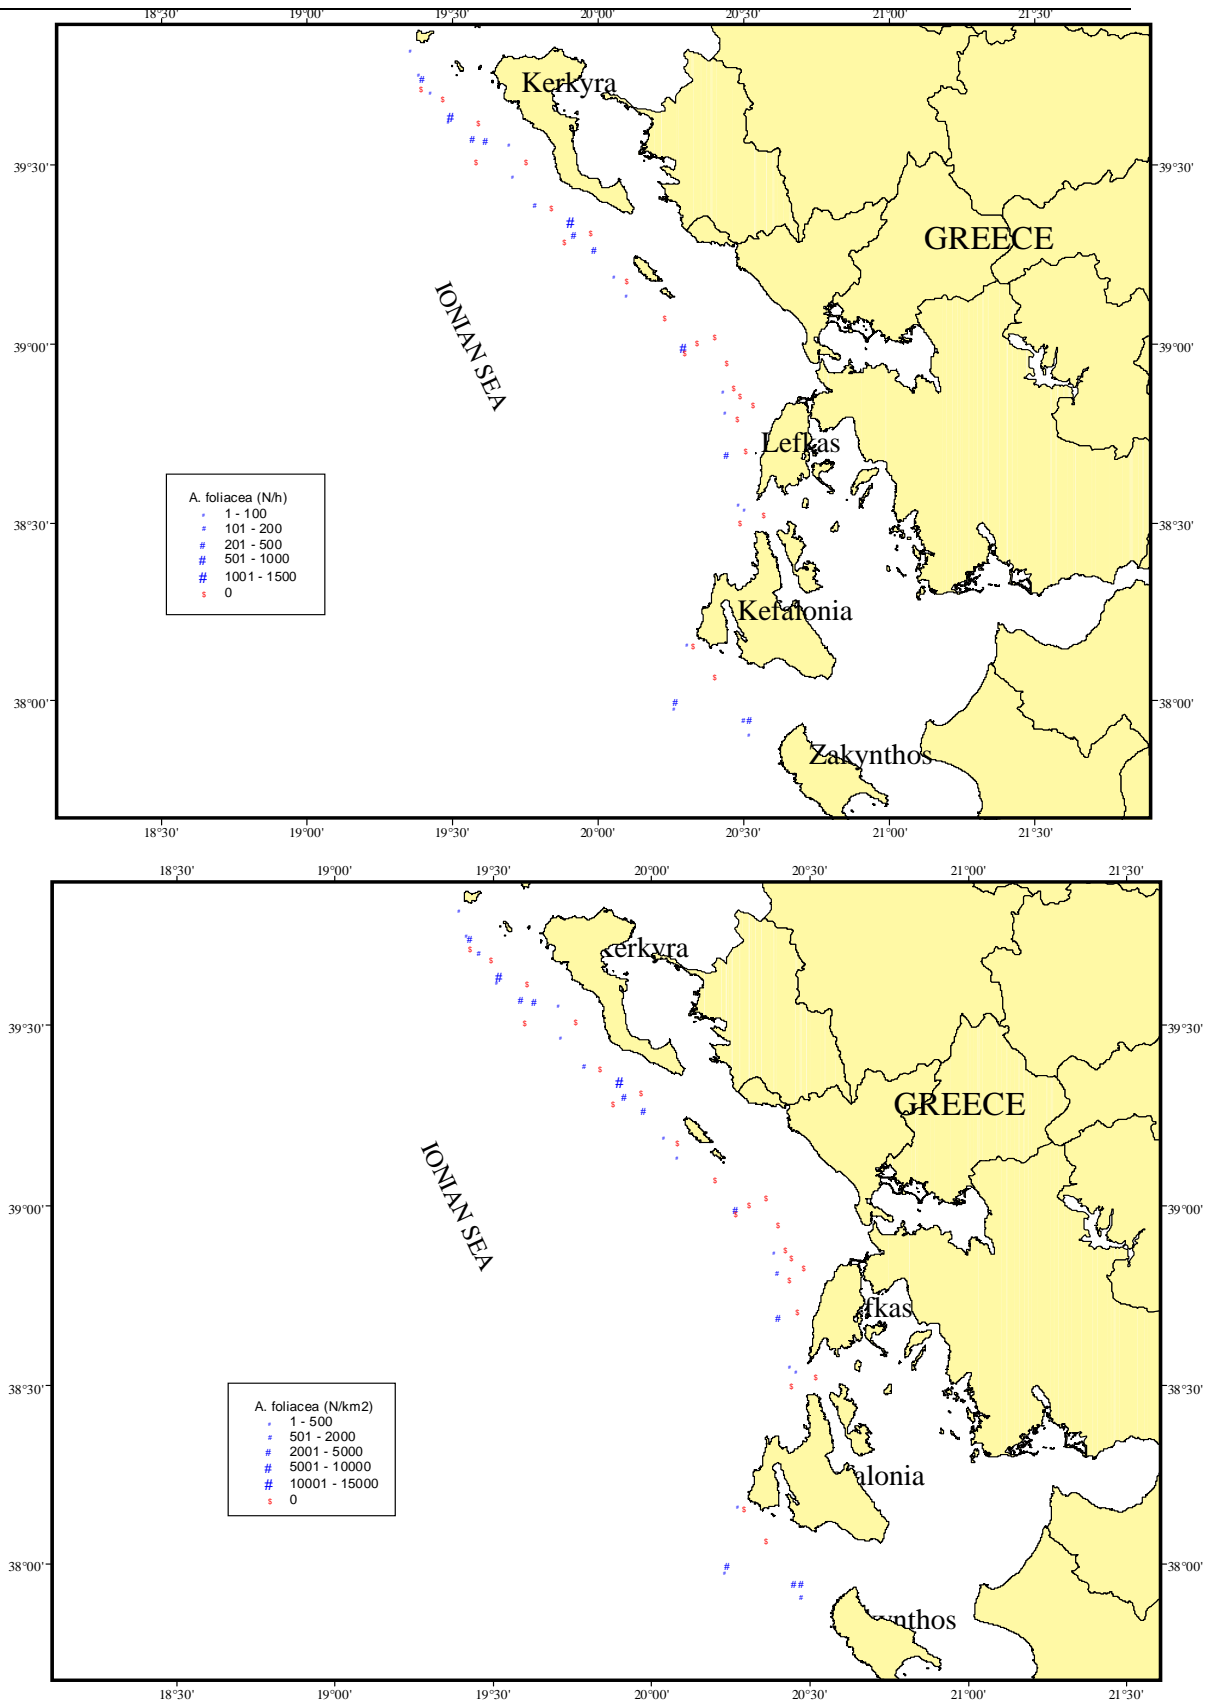 18°30' 19°00' 19°30' 20°00' 20°30' 21°00' 21°30'
Kerkyra
39°30' 39°30'
GREECE
IONIAN SEA
39°00' 39°00'
Lefkas
A. foliacea (N/h)
# 1 - 100
# 101 - 200
# 201 - 500
# 501 - 1000
# 1001 - 1500
$ 0
38°30' 38°30'
Kefalonia
38°00' 38°00'
Zakynthos
18°30' 19°00' 19°30' 20°00' 20°30' 21°00' 21°30'
18°30' 19°00' 19°30' 20°00' 20°30' 21°00' 21°30'
kerkyra
39°30' 39°30'
GREECE
IONIAN SEA
39°00' 39°00'
fkas
38°30' 38°30'
A. foliacea (N/km2)
# 1 - 500
# 501 - 2000
# 2001 - 5000
# 5001 - 10000
# 10001 - 15000
$ 0
alonia
38°00' 38°00'
ynthos
18°30' 19°00' 19°30' 20°00' 20°30' 21°00' 21°30'